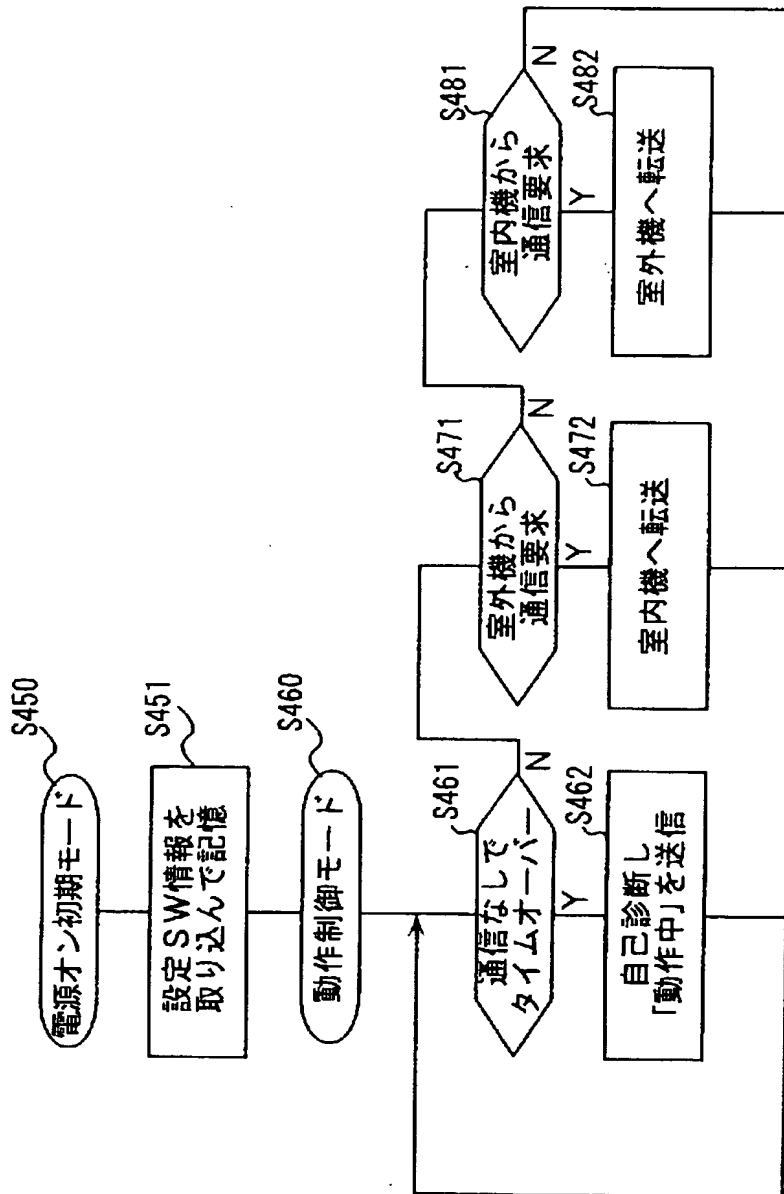 S450
電源オン初期モード
S451
設定SW情報を
取り込んで記憶
S460
動作制御モード
S461
通信なしで
タイムオーバー
N
Y
S462
自己診断し
「動作中」を送信
S471
室外機から
通信要求
N
Y
S472
室内機へ転送
S481
室内機から
通信要求
N
Y
S482
室外機へ転送